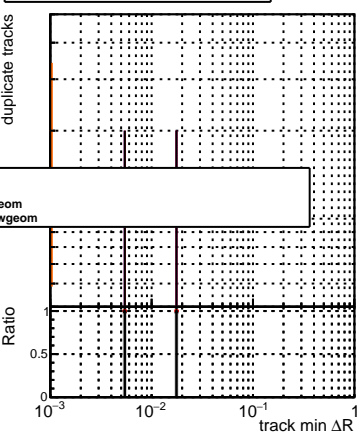 duplicate tracks
eom
wgeom
Ratio
1
0.5
0
10−3
10−2
10−1
1
track min ΔR